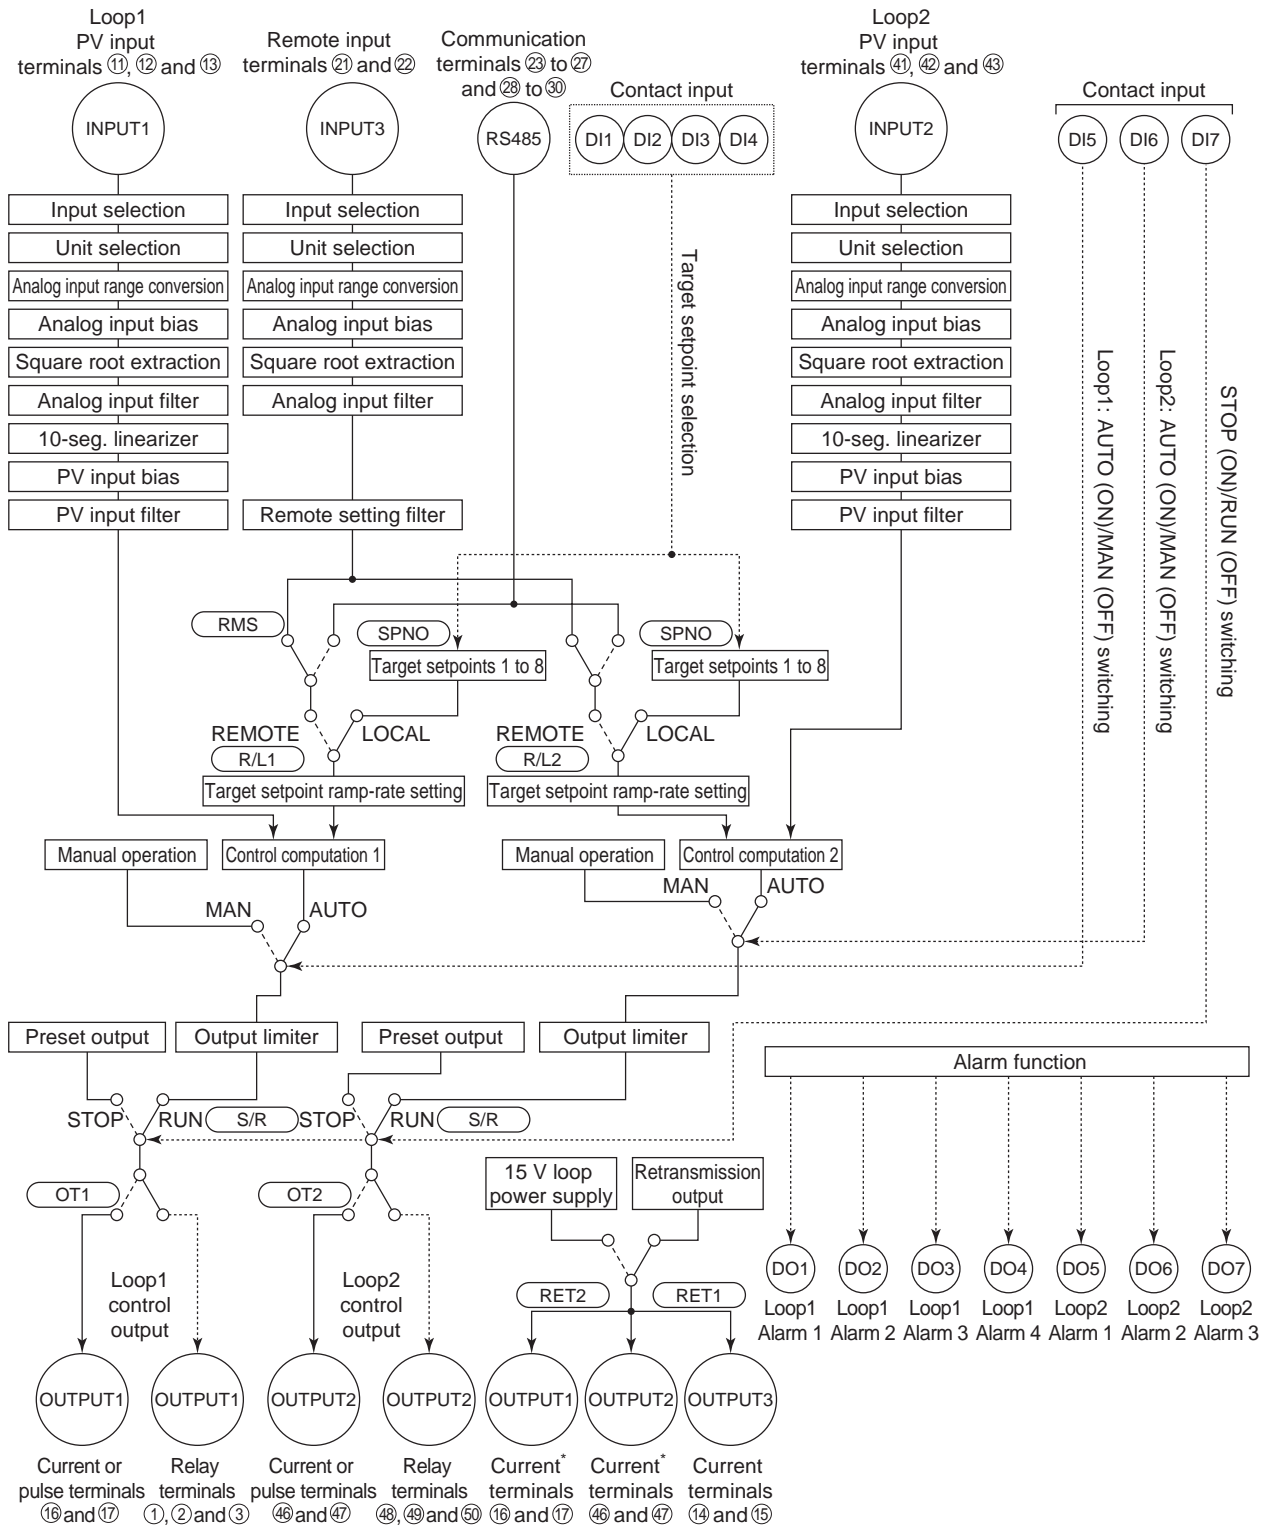 Loop1
PV input
terminals ⑪, ⑫ and ⑬
Remote input
terminals ㉑ and ㉒
Communication
terminals ㉓ to ㉗
and ㉘ to ㉚
Contact input
Loop2
PV input
terminals ㊶, ㊷ and ㊸
Contact input
INPUT1
INPUT3
RS485
DI1
DI2
DI3
DI4
INPUT2
DI5
DI6
DI7
Input selection
Unit selection
Analog input range conversion
Analog input bias
Square root extraction
Analog input filter
10-seg. linearizer
PV input bias
PV input filter
Input selection
Unit selection
Analog input range conversion
Analog input bias
Square root extraction
Analog input filter
Remote setting filter
Target setpoint selection
Input selection
Unit selection
Analog input range conversion
Analog input bias
Square root extraction
Analog input filter
10-seg. linearizer
PV input bias
PV input filter
Loop1: AUTO (ON)/MAN (OFF) switching
Loop2: AUTO (ON)/MAN (OFF) switching
STOP (ON)/RUN (OFF) switching
RMS
SPNO
SPNO
Target setpoints 1 to 8
Target setpoints 1 to 8
REMOTE
LOCAL
REMOTE
LOCAL
R/L1
R/L2
Target setpoint ramp-rate setting
Target setpoint ramp-rate setting
Manual operation
Control computation 1
Manual operation
Control computation 2
MAN
AUTO
MAN
AUTO
Preset output
Output limiter
Preset output
Output limiter
Alarm function
STOP
RUN
S/R
STOP
RUN
S/R
15 V loop
power supply
Retransmission
output
OT1
OT2
RET2
RET1
Loop1
control
output
Loop2
control
output
DO1
DO2
DO3
DO4
DO5
DO6
DO7
Loop1
Alarm 1
Loop1
Alarm 2
Loop1
Alarm 3
Loop1
Alarm 4
Loop2
Alarm 1
Loop2
Alarm 2
Loop2
Alarm 3
OUTPUT1
OUTPUT1
OUTPUT2
OUTPUT2
OUTPUT1
OUTPUT2
OUTPUT3
Current or
pulse terminals
⑯ and ⑰
Relay
terminals
①, ② and ③
Current or
pulse terminals
㊻ and ㊼
Relay
terminals
㊽, ㊾ and ㊿
Current*
terminals
⑯ and ⑰
Current*
terminals
㊻ and ㊼
Current
terminals
⑭ and ⑮